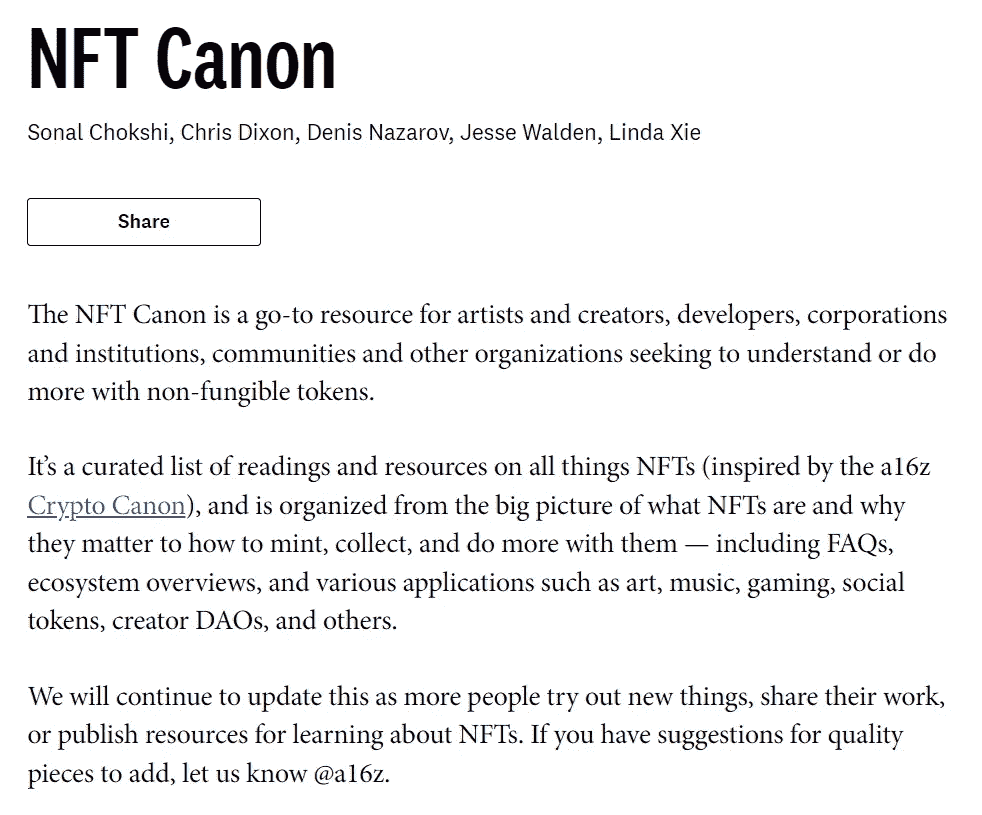 NFT Canon
Sonal Chokshi, Chris Dixon, Denis Nazarov, Jesse Walden, Linda Xie
Share
The NFT Canon is a go-to resource for artists and creators, developers, corporations
and institutions, communities and other organizations seeking to understand or do
more with non-fungible tokens.
It’s a curated list of readings and resources on all things NFTs (inspired by the a16z
Crypto Canon), and is organized from the big picture of what NFTs are and why
they matter to how to mint, collect, and do more with them — including FAQs,
ecosystem overviews, and various applications such as art, music, gaming, social
tokens, creator DAOs, and others.
We will continue to update this as more people try out new things, share their work,
or publish resources for learning about NFTs. If you have suggestions for quality
pieces to add, let us know @a16z.